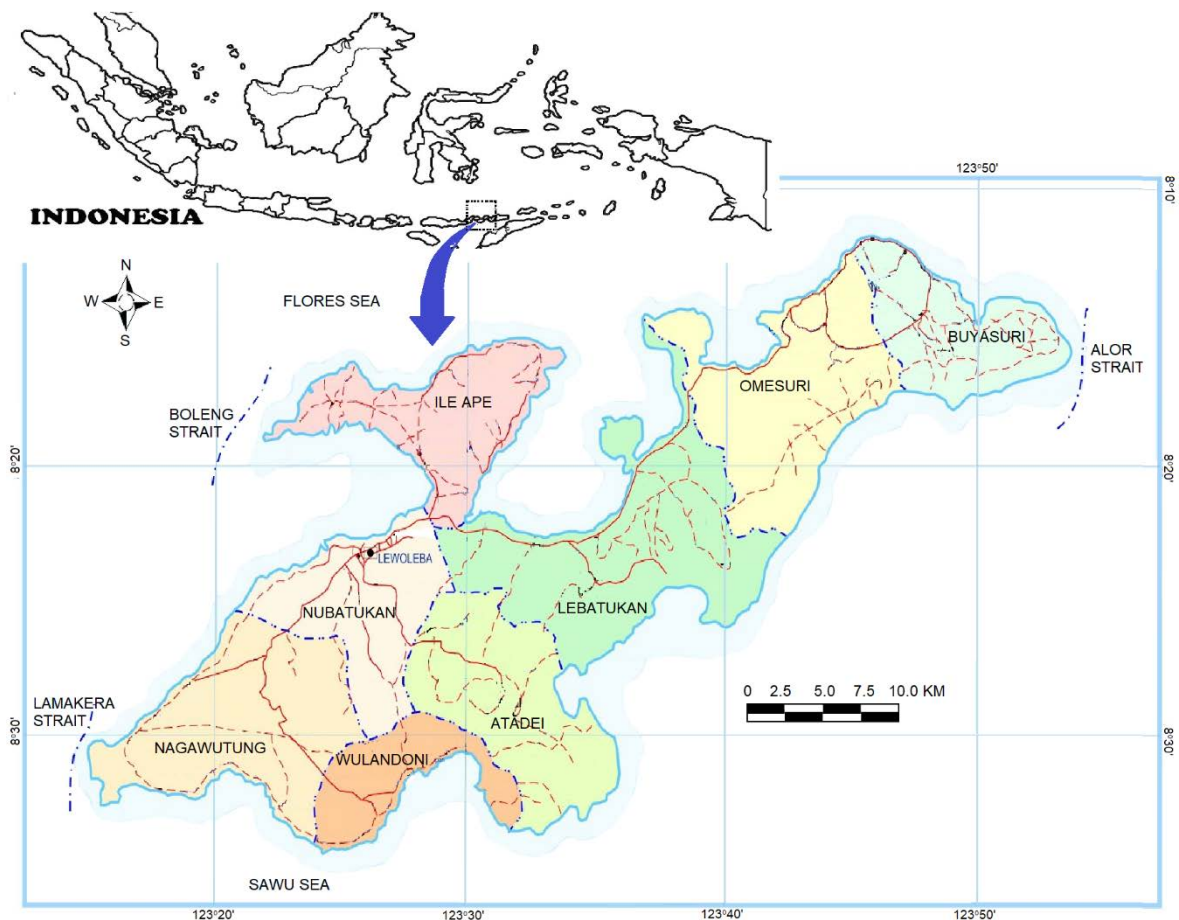 INDONESIA
123°50'
8°10'
N
W E
S
FLORES SEA
BUYASURI
ALOR
STRAIT
OMESURI
ILE APE
BOLENG
STRAIT
8°20'
8°20'
LEWOLEBA
NUBATUKAN
LEBATUKAN
0 2.5 5.0 7.5 10.0 KM
LAMAKERA
STRAIT
ATADEI
8°30'
NAGAWUTUNG
WULANDONI
8°30'
SAWU SEA
123°20'
123°30'
123°40'
123°50'